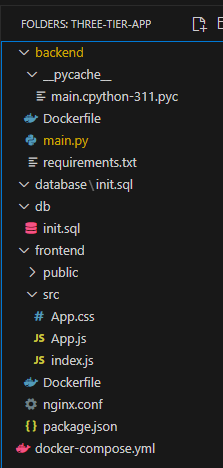 FOLDERS: THREE-TIER-APP
backend
__pycache__
main.cpython-311.pyc
Dockerfile
main.py
requirements.txt
database\init.sql
db
init.sql
frontend
public
src
# App.css
JS App.js
JS index.js
Dockerfile
nginx.conf
{ } package.json
docker-compose.yml